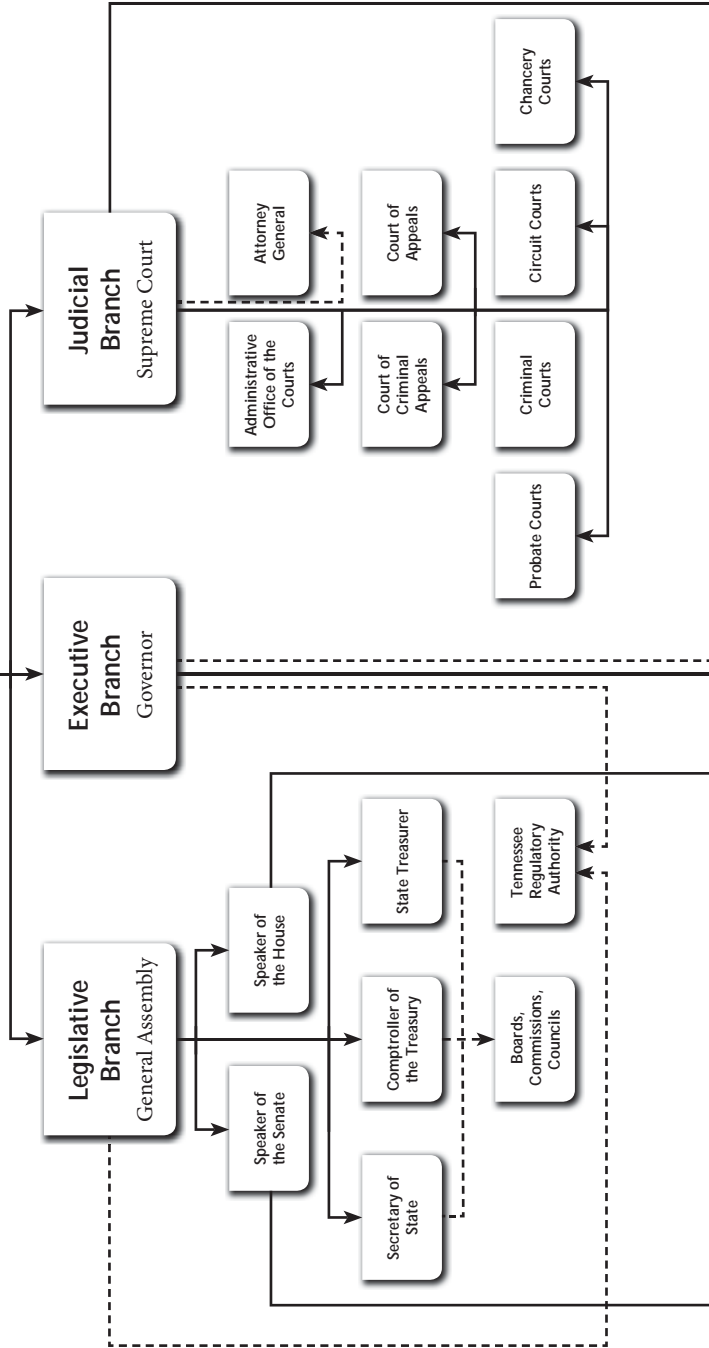 Legislative
Branch
General Assembly
Executive
Branch
Governor
Judicial
Branch
Supreme Court
Speaker of
the Senate
Speaker of
the House
Administrative
Office of the
Courts
Attorney
General
Secretary of
State
Comptroller of
the Treasury
State Treasurer
Court of
Criminal
Appeals
Court of
Appeals
Boards,
Commissions,
Councils
Tennessee
Regulatory
Authority
Probate Courts
Criminal
Courts
Circuit Courts
Chancery
Courts